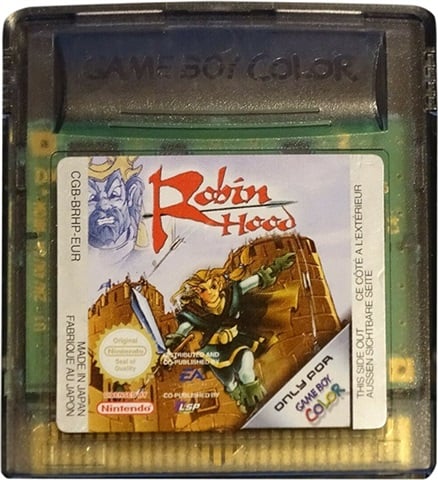 GAME BOY COLOR
CGB-BRHP-EUR
Robin
Hood
MADE IN JAPAN
FABRIQUE AU JAPON
Original
Nintendo
Seal of
Quality
LICENSED BY
Nintendo
DISTRIBUTED AND
CO-PUBLISHED BY
EA
CO-PUBLISHED BY
LSP
ONLY FOR
GAME BOY
COLOR
THIS SIDE OUT
CE CÔTÉ À L'EXTÉRIEUR
AUSSEN SICHTBARE SEITE